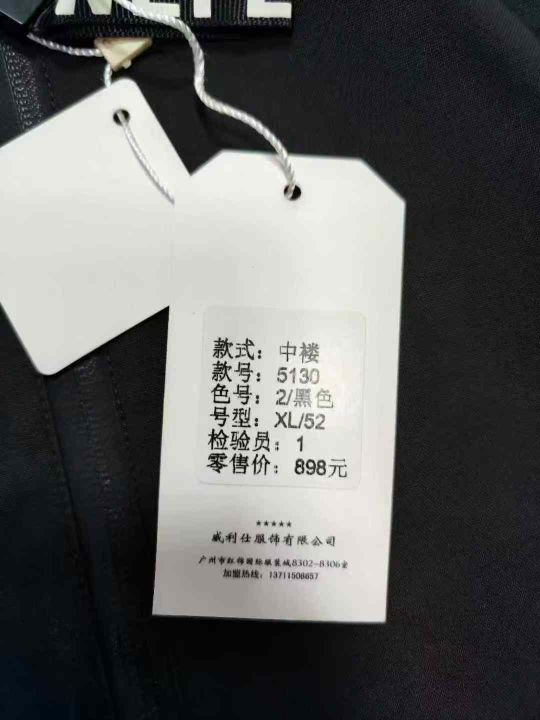 款式：中褛
款号：5130
色号：2/黑色
号型：XL/52
检验员：1
零售价：898元
★★★★★
威利仕服饰有限公司
广州市红棉国际服装城8302-8306室
加盟热线：13711508657